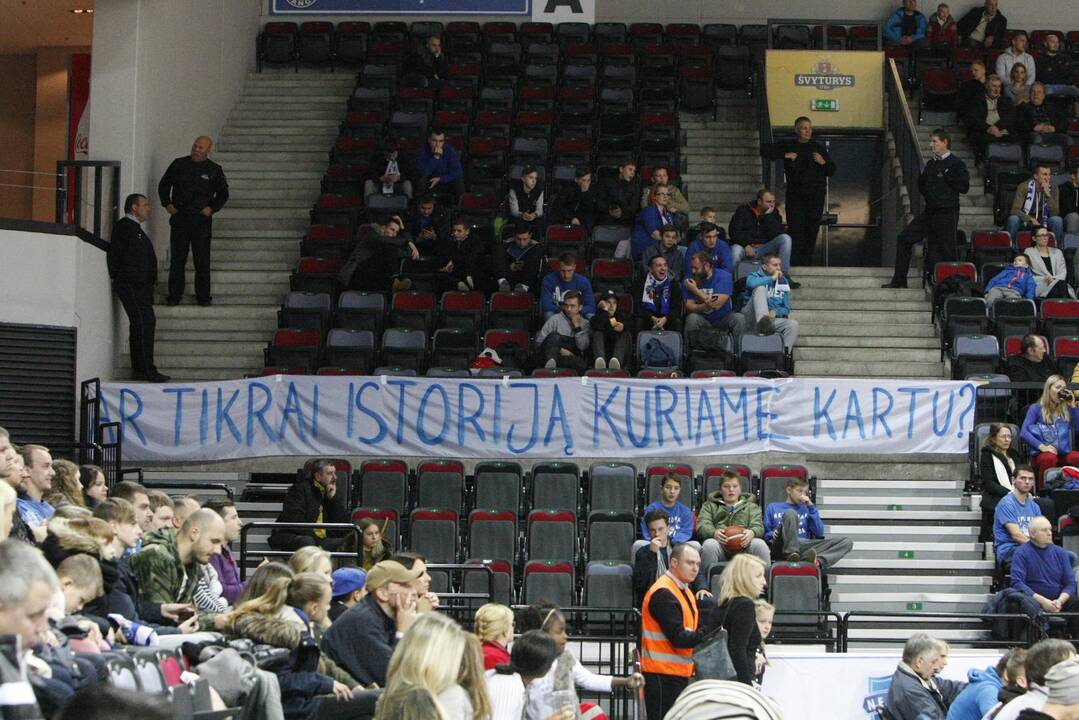 A
ŠVYTURYS
AR TIKRAI ISTORIJĄ KURIAME KARTU?